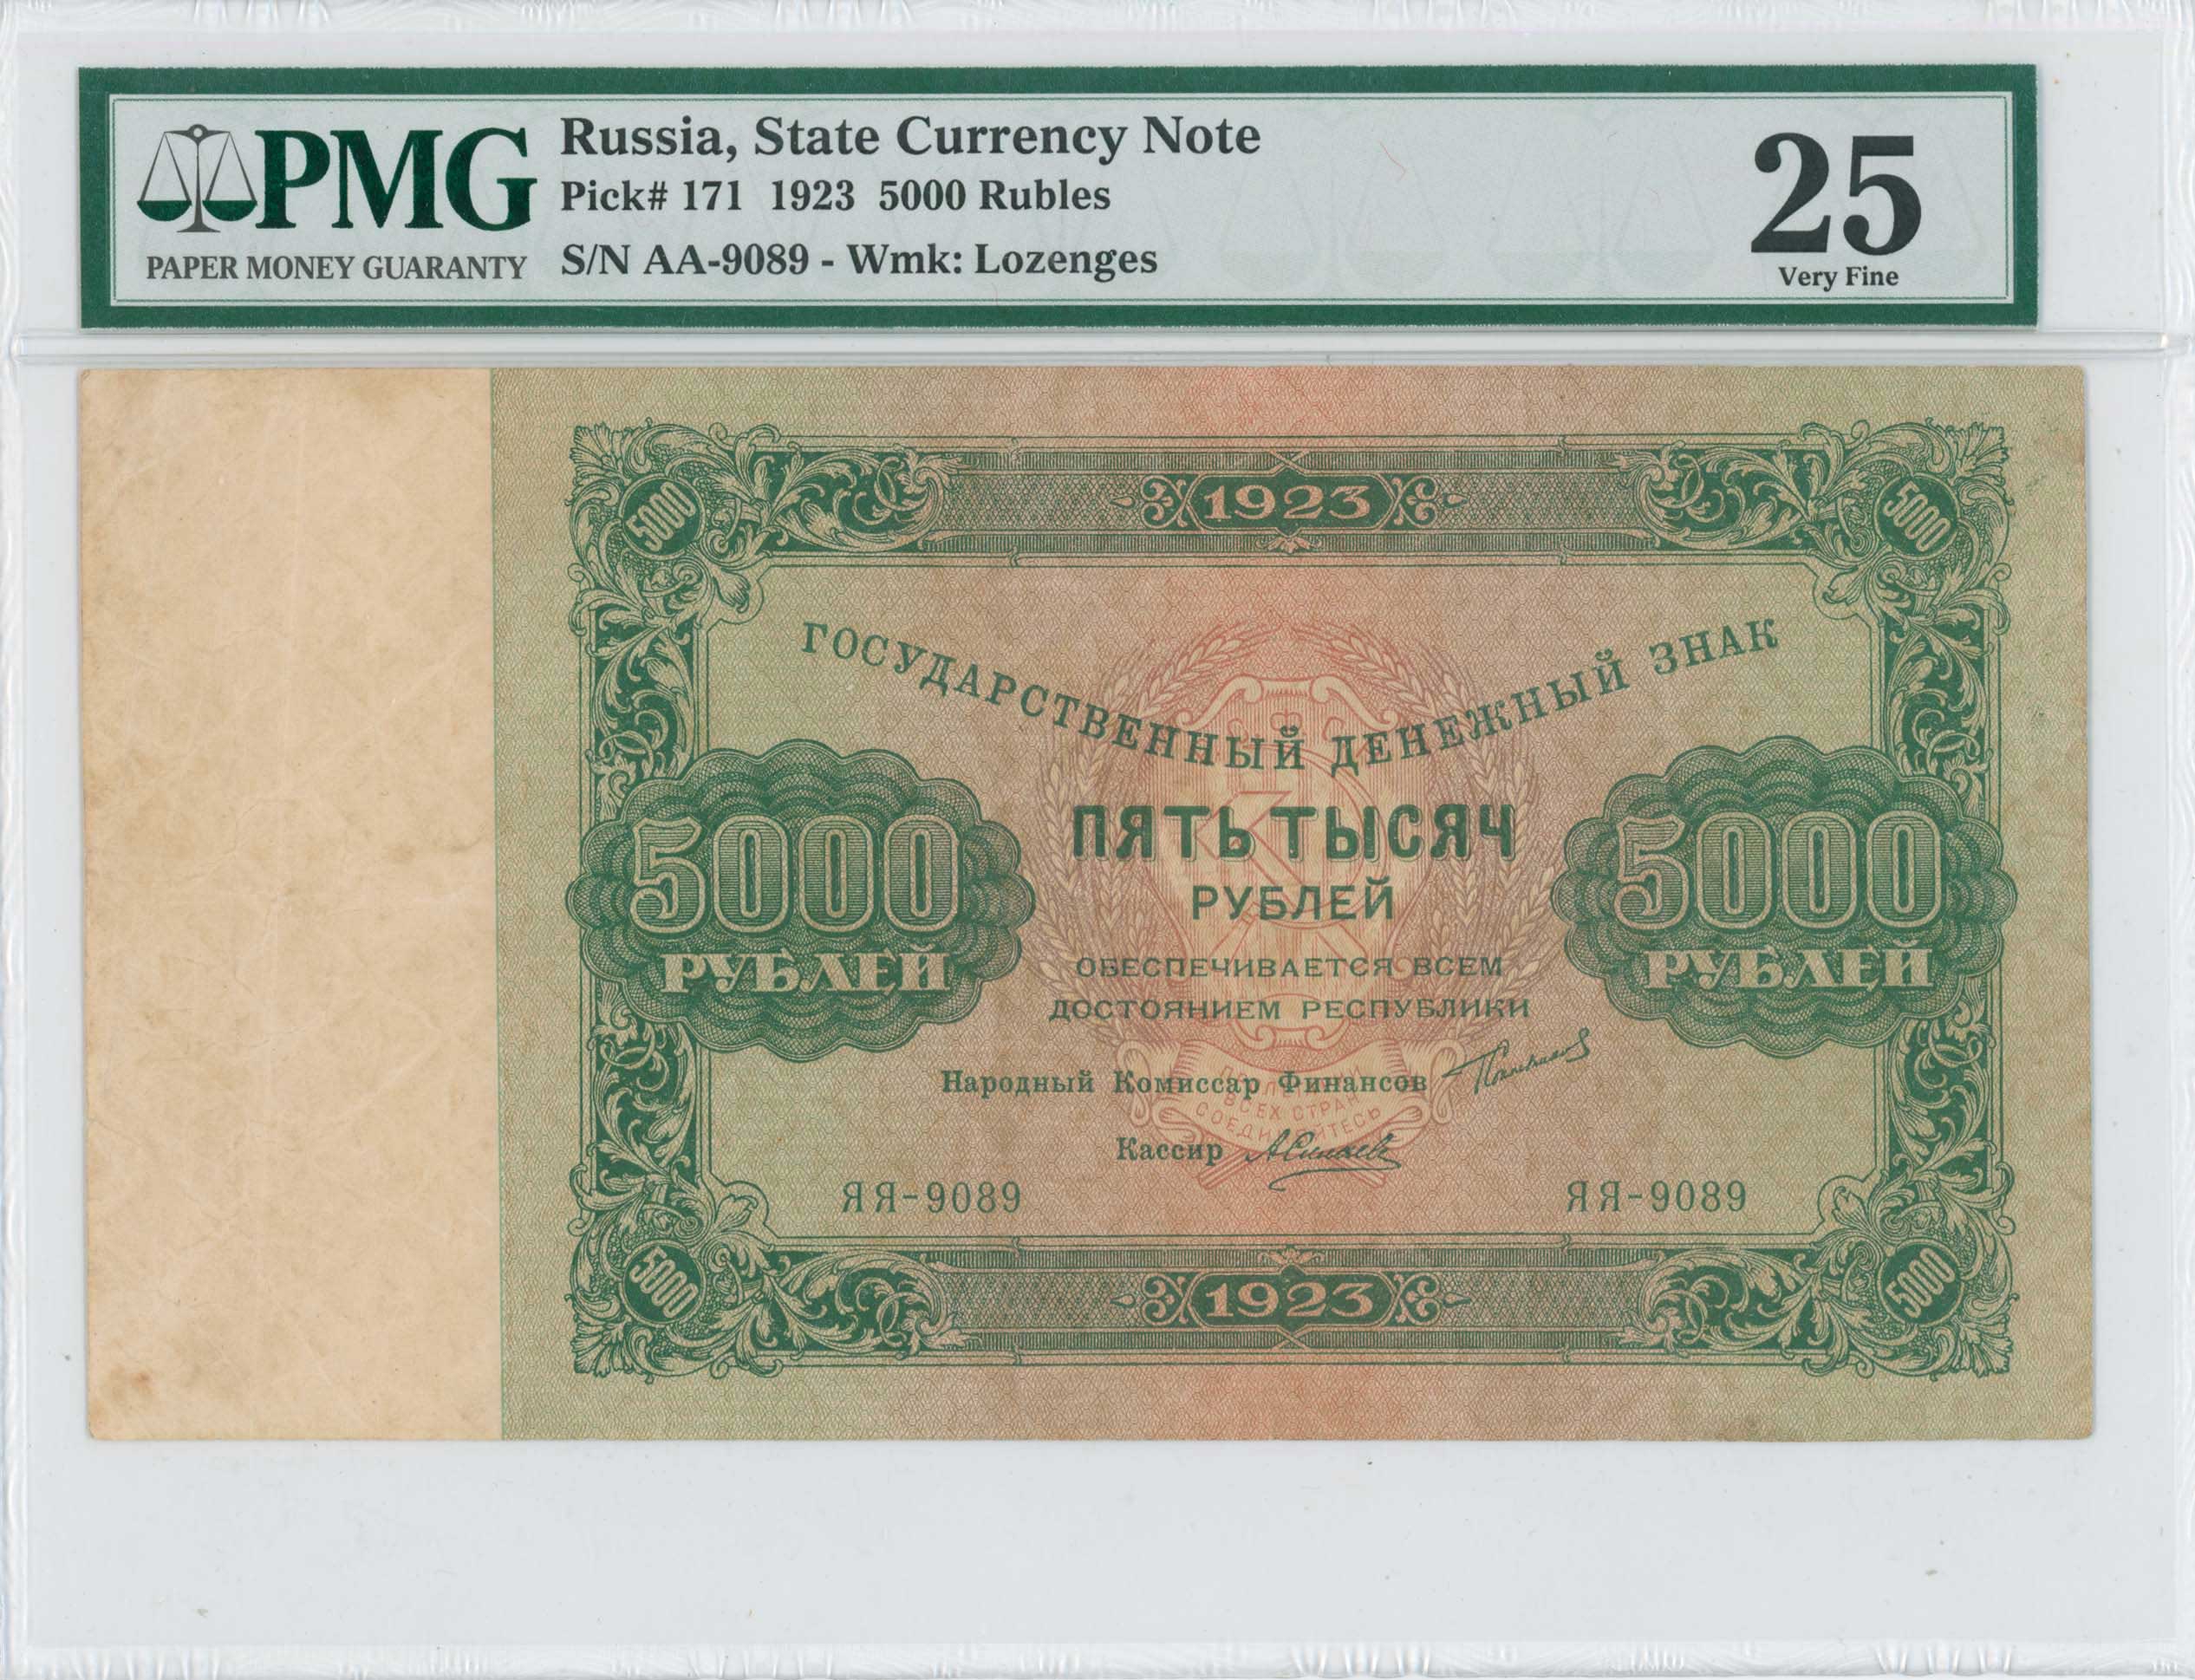 PMG
PAPER MONEY GUARANTY
Russia, State Currency Note
Pick# 171 1923 5000 Rubles
S/N AA-9089 - Wmk: Lozenges
25
Very Fine
5000
1923
5000
ГОСУДАРСТВЕННЫЙ ДЕНЕЖНЫЙ ЗНАК
5000
РУБЛЕЙ
ПЯТЬ ТЫСЯЧ
РУБЛЕЙ
5000
РУБЛЕЙ
ОБЕСПЕЧИВАЕТСЯ ВСЕМ
ДОСТОЯНИЕМ РЕСПУБЛИКИ
Народный Комиссар Финансов
ВСЕХ СТРАН
СОЕДИНЯЙТЕСЬ
Кассир
ЯЯ-9089
ЯЯ-9089
5000
1923
5000